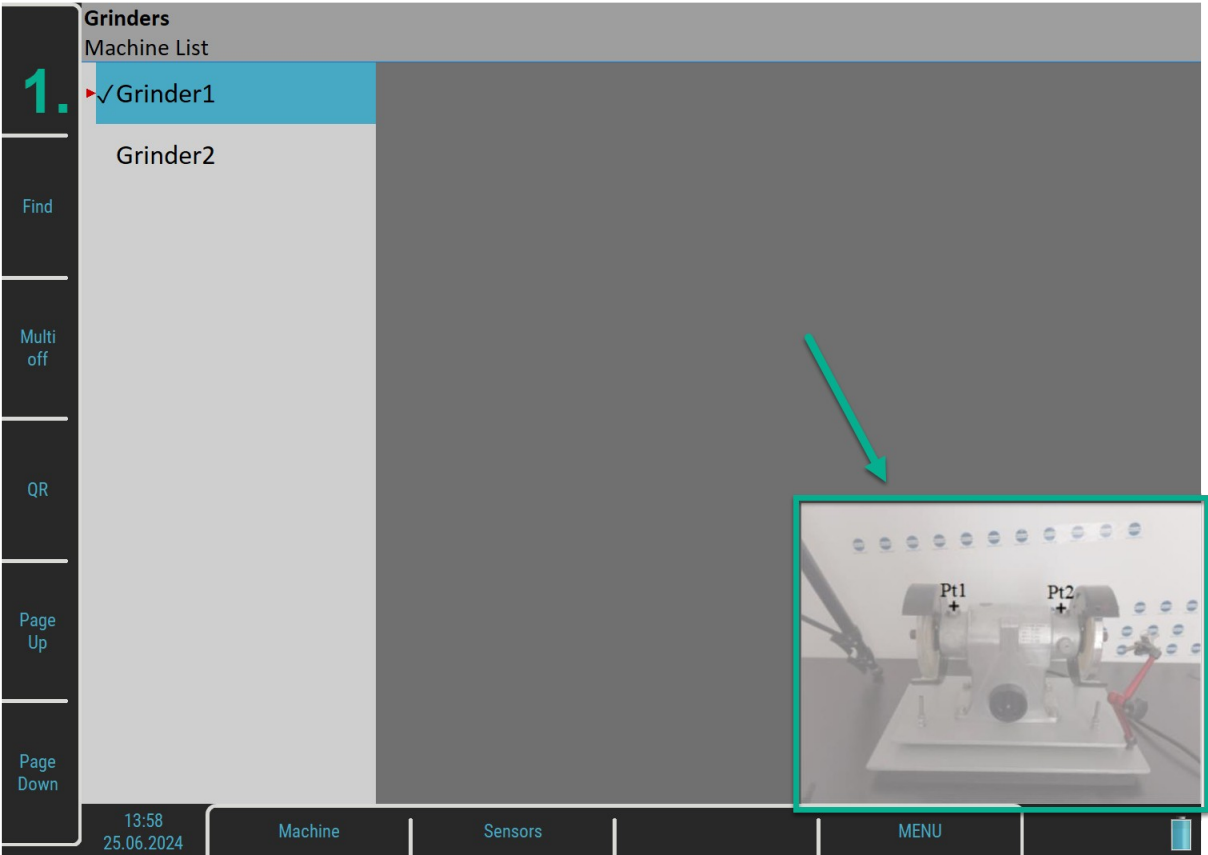 Grinders
Machine List
1.
✓Grinder1
Grinder2
Find
Multi
off
QR
Page
Up
Page
Down
Pt1
Pt2
13:58
25.06.2024
Machine
Sensors
MENU